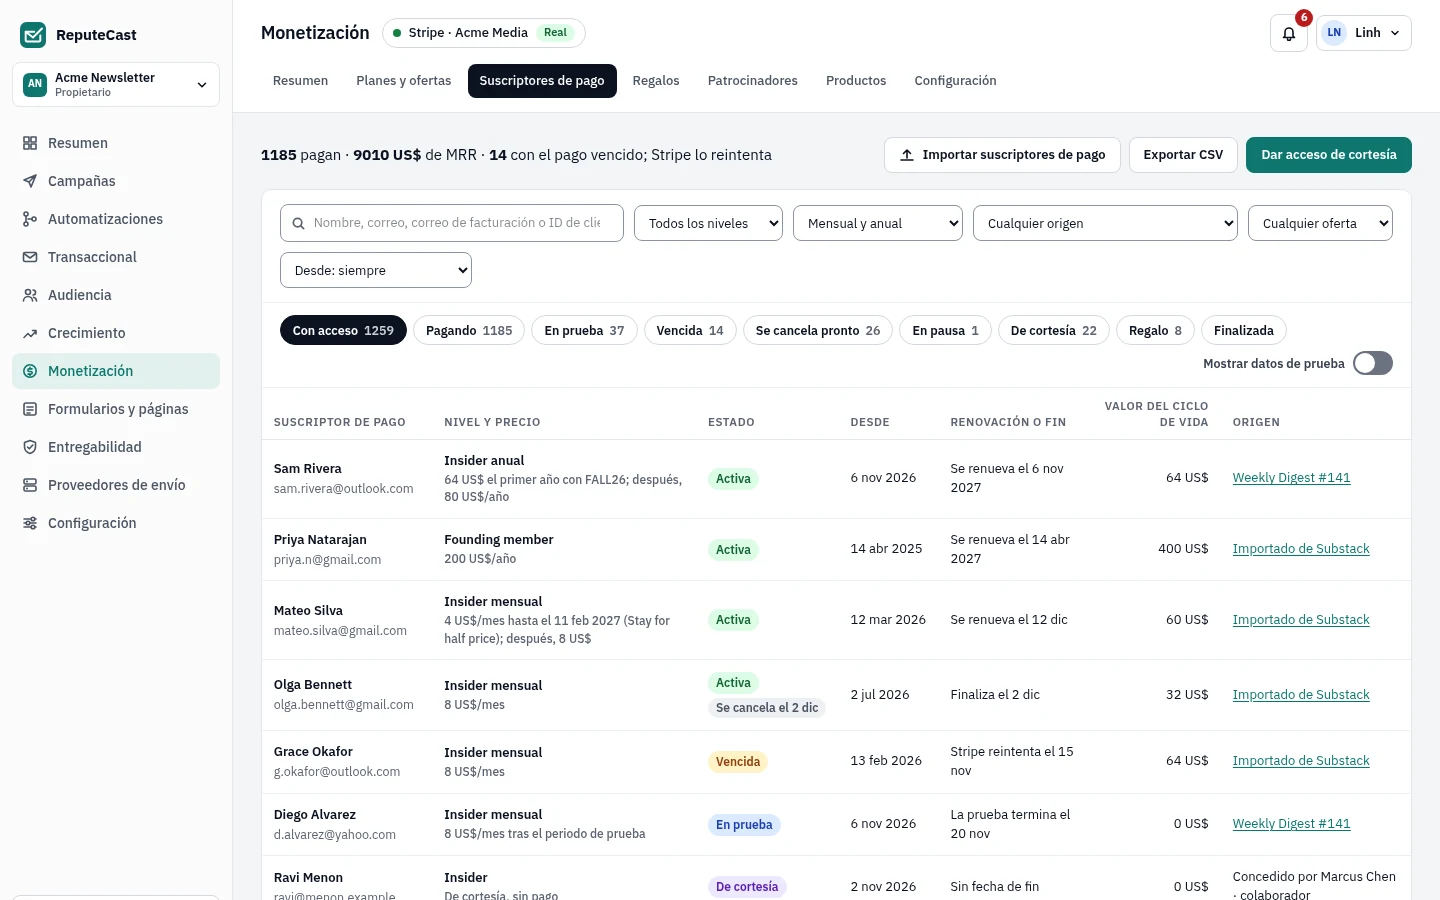 ReputeCast
AN
Acme Newsletter
Propietario
Resumen
Campañas
Automatizaciones
Transaccional
Audiencia
Crecimiento
Monetización
Formularios y páginas
Entregabilidad
Proveedores de envío
Configuración
Monetización
Stripe · Acme Media Real
6
LN Linh
Resumen Planes y ofertas Suscriptores de pago Regalos Patrocinadores Productos Configuración
1185 pagan · 9010 US$ de MRR · 14 con el pago vencido; Stripe lo reintenta
Importar suscriptores de pago Exportar CSV Dar acceso de cortesía
Nombre, correo, correo de facturación o ID de clie
Todos los niveles Mensual y anual Cualquier origen Cualquier oferta
Desde: siempre
Con acceso 1259 Pagando 1185 En prueba 37 Vencida 14 Se cancela pronto 26 En pausa 1 De cortesía 22 Regalo 8 Finalizada
Mostrar datos de prueba
SUSCRIPTOR DE PAGO NIVEL Y PRECIO ESTADO DESDE RENOVACIÓN O FIN VALOR DEL CICLO DE VIDA ORIGEN
Sam Rivera
sam.rivera@outlook.com
Insider anual
64 US$ el primer año con FALL26; después,
80 US$/año
Activa
6 nov 2026
Se renueva el 6 nov
2027
64 US$
Weekly Digest #141
Priya Natarajan
priya.n@gmail.com
Founding member
200 US$/año
Activa
14 abr 2025
Se renueva el 14 abr
2027
400 US$
Importado de Substack
Mateo Silva
mateo.silva@gmail.com
Insider mensual
4 US$/mes hasta el 11 feb 2027 (Stay for
half price); después, 8 US$
Activa
12 mar 2026
Se renueva el 12 dic
60 US$
Importado de Substack
Olga Bennett
olga.bennett@gmail.com
Insider mensual
8 US$/mes
Activa
Se cancela el 2 dic
2 jul 2026
Finaliza el 2 dic
32 US$
Importado de Substack
Grace Okafor
g.okafor@outlook.com
Insider mensual
8 US$/mes
Vencida
13 feb 2026
Stripe reintenta el 15
nov
64 US$
Importado de Substack
Diego Alvarez
d.alvarez@yahoo.com
Insider mensual
8 US$/mes tras el periodo de prueba
En prueba
6 nov 2026
La prueba termina el
20 nov
0 US$
Weekly Digest #141
Ravi Menon
ravi@menon.example
Insider
De cortesía, sin pago
De cortesía
2 nov 2026
Sin fecha de fin
0 US$
Concedido por Marcus Chen
· colaborador